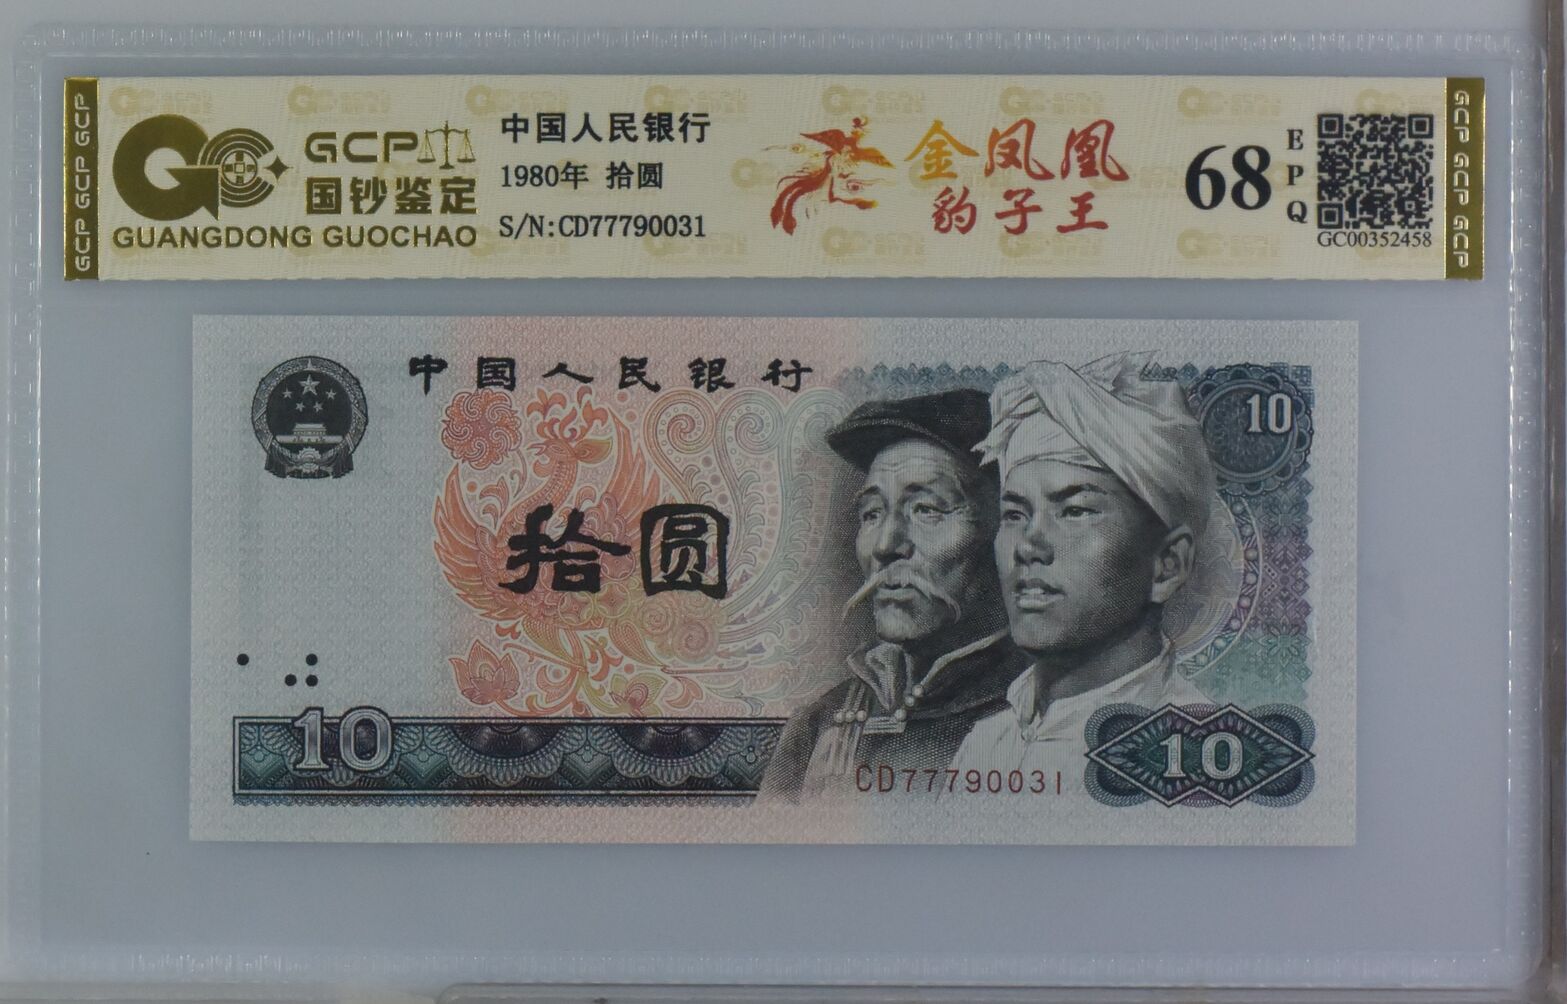 GCP GCP GCP
GCP
国钞鉴定
GUANGDONG GUOCHAO
中国人民银行
1980年 拾圆
S/N:CD77790031
金凤凰
豹子王
68
EPQ
GC00352458
GCP GCP GCP
中国人民银行
10
拾圆
10
CD77790031
10